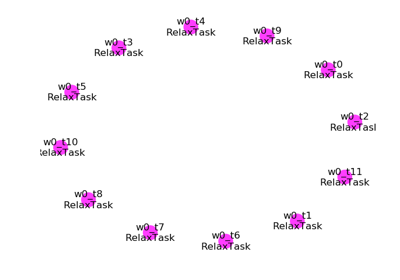 w0_t4
RelaxTask
w0_t9
RelaxTask
w0_t3
RelaxTask
w0_t0
RelaxTask
w0_t5
RelaxTask
w0_t2
RelaxTasl
w0_t10
RelaxTask
w0_t11
RelaxTask
w0_t8
RelaxTask
w0_t1
RelaxTask
w0_t7
RelaxTask
w0_t6
RelaxTask